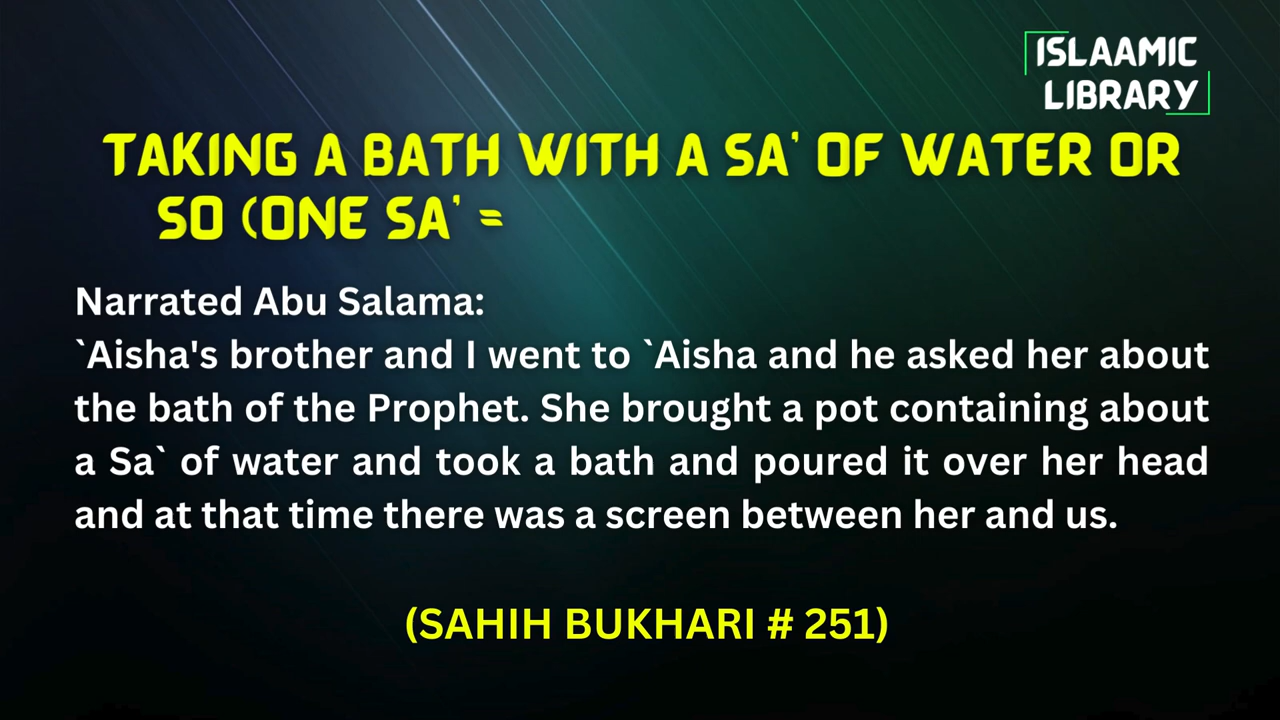 ISLAAMIC
LIBRARY
TAKING A BATH WITH A SA' OF WATER OR
SO (ONE SA' =
Narrated Abu Salama:
`Aisha's brother and I went to `Aisha and he asked her about
the bath of the Prophet. She brought a pot containing about
a Sa` of water and took a bath and poured it over her head
and at that time there was a screen between her and us.
(SAHIH BUKHARI # 251)